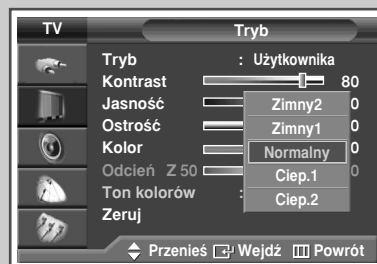 TV Tryb
Tryb : Użytkownika
Kontrast 80
Jasność 0
Zimny2
Ostrość 0
Zimny1
Kolor 0
Normalny
Odcień Z 50 0
Ciep.1
Ton kolorów :
Ciep.2
Zeruj
Przenieś Wejdź Powrót